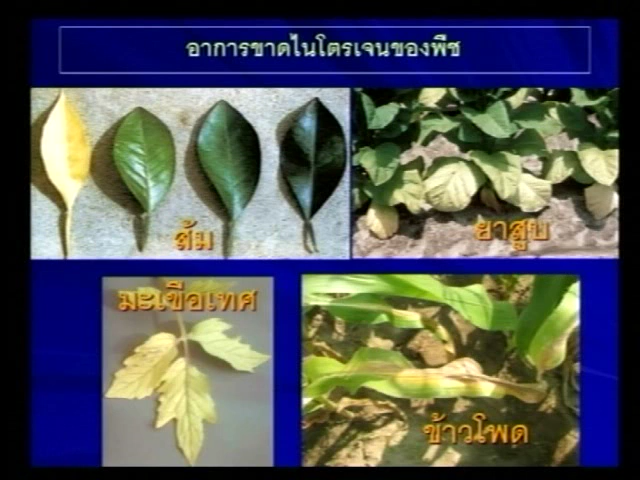 อาการขาดไนโตรเจนของพืช
ส้ม
ยาสูบ
มะเขือเทศ
ข้าวโพด